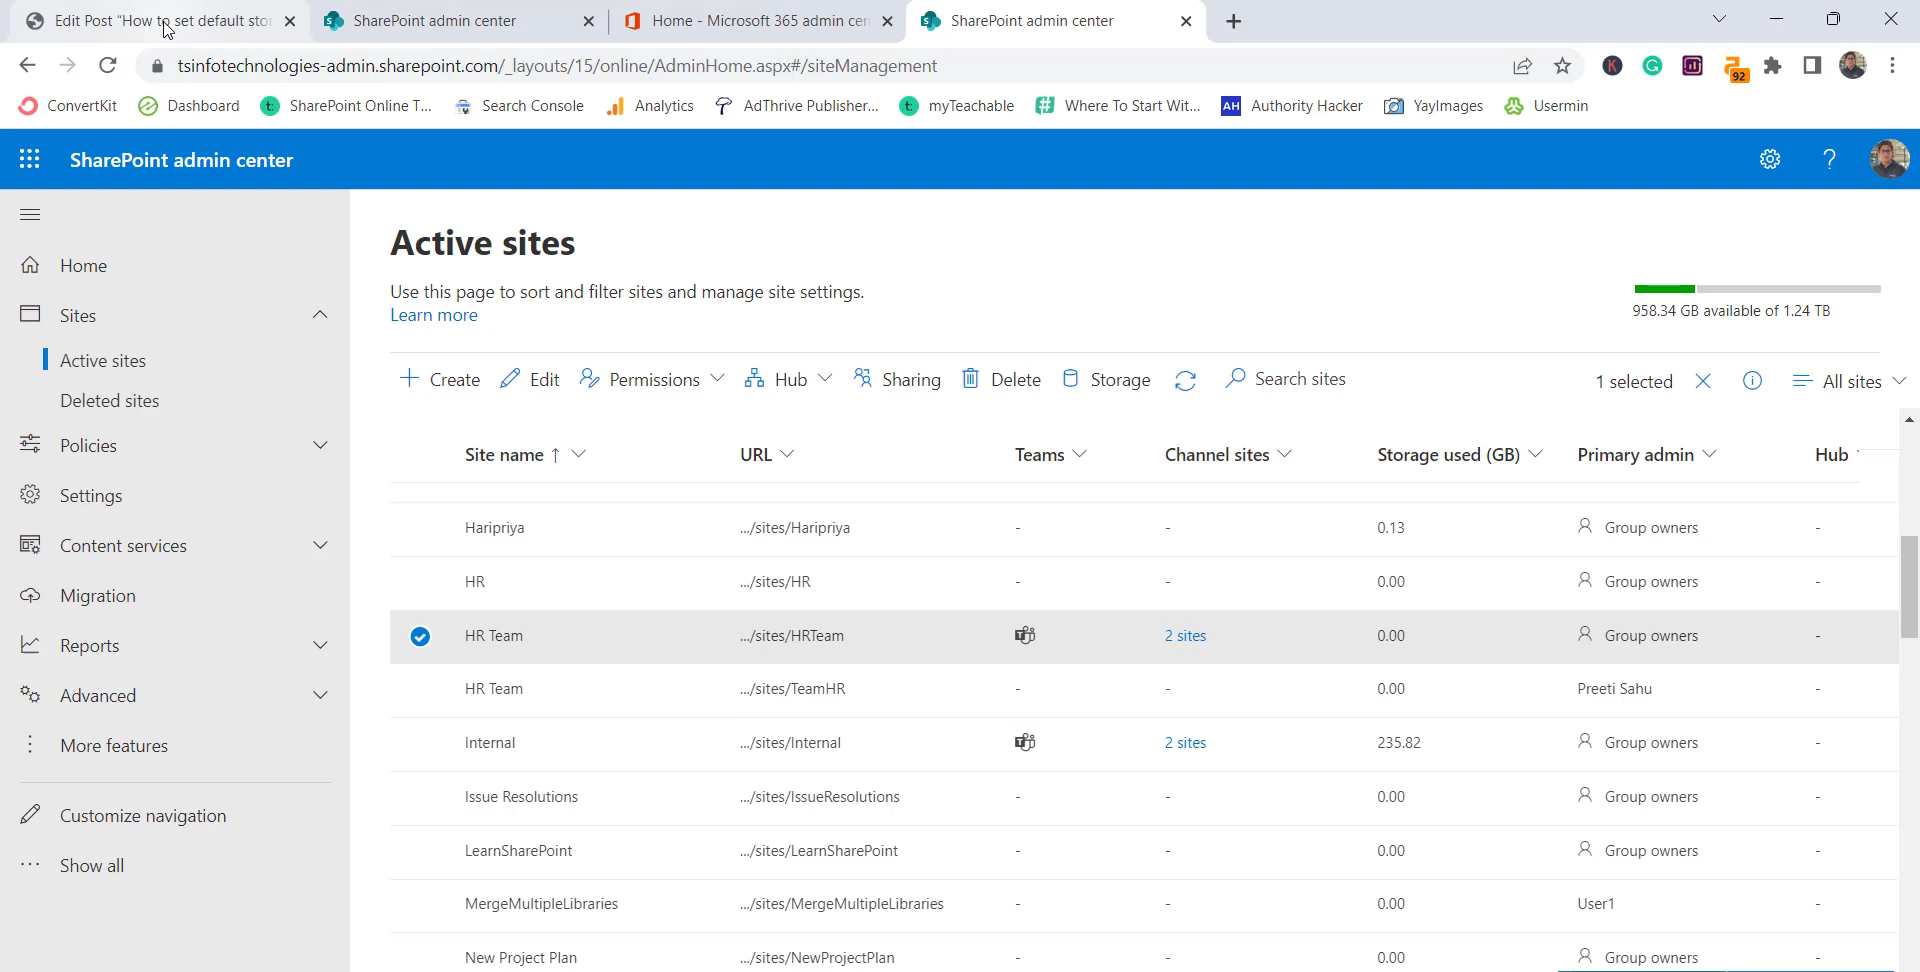 Edit Post “How to set default stor
SharePoint admin center
Home - Microsoft 365 admin cen
SharePoint admin center
tsinfotechnologies-admin.sharepoint.com/_layouts/15/online/AdminHome.aspx#/siteManagement
K
G
92
ConvertKit
Dashboard
t: SharePoint Online T...
Search Console
Analytics
AdThrive Publisher...
t: myTeachable
Where To Start Wit...
AH Authority Hacker
YayImages
Usermin
SharePoint admin center
?
Home
Sites
Active sites
Deleted sites
Policies
Settings
Content services
Migration
Reports
Advanced
More features
Customize navigation
Show all
Active sites
Use this page to sort and filter sites and manage site settings.
Learn more
958.34 GB available of 1.24 TB
Create Edit Permissions Hub Sharing Delete Storage Search sites 1 selected All sites
Site name ↑ URL Teams Channel sites Storage used (GB) Primary admin Hub
Haripriya .../sites/Haripriya - - 0.13 Group owners -
HR .../sites/HR - - 0.00 Group owners -
HR Team .../sites/HRTeam 2 sites 0.00 Group owners -
HR Team .../sites/TeamHR - - 0.00 Preeti Sahu -
Internal .../sites/Internal 2 sites 235.82 Group owners -
Issue Resolutions .../sites/IssueResolutions - - 0.00 Group owners -
LearnSharePoint .../sites/LearnSharePoint - - 0.00 Group owners -
MergeMultipleLibraries .../sites/MergeMultipleLibraries - - 0.00 User1 -
New Project Plan .../sites/NewProjectPlan - - 0.00 Group owners -